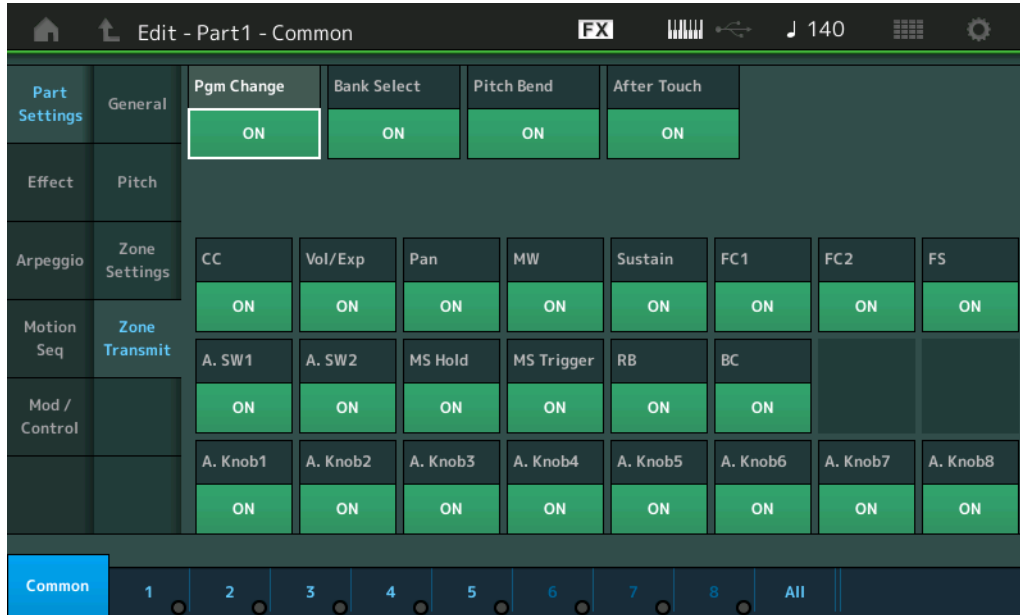 Edit - Part1 - Common FX 140
Part Settings
General
Pgm Change Bank Select Pitch Bend After Touch
ON ON ON ON
Effect
Pitch
Arpeggio
Zone Settings
CC Vol/Exp Pan MW Sustain FC1 FC2 FS
ON ON ON ON ON ON ON ON
Motion Seq
Zone Transmit
A. SW1 A. SW2 MS Hold MS Trigger RB BC
ON ON ON ON ON ON
Mod / Control
A. Knob1 A. Knob2 A. Knob3 A. Knob4 A. Knob5 A. Knob6 A. Knob7 A. Knob8
ON ON ON ON ON ON ON ON
Common 1 2 3 4 5 6 7 8 All